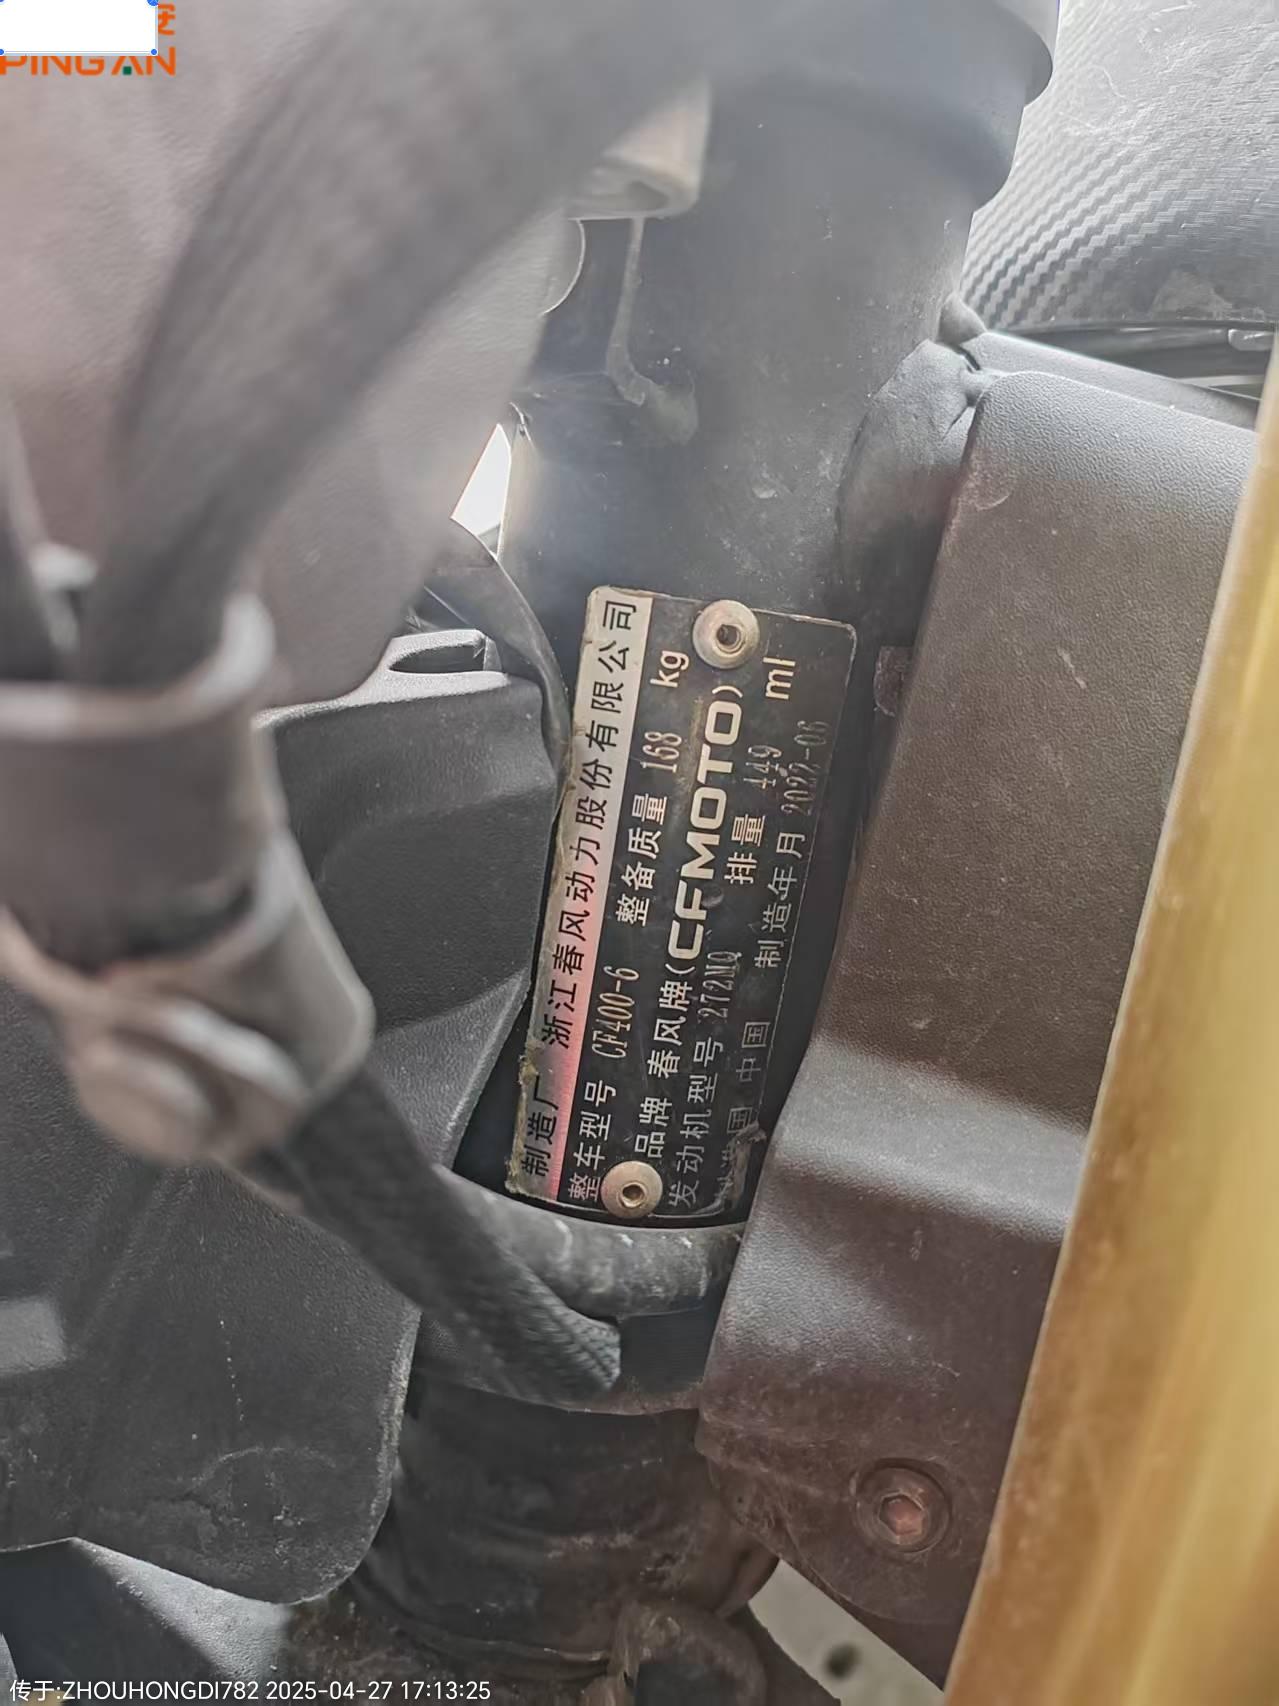 PING AN
制造厂 浙江春风动力股份有限公司
整车型号 CF400-6 整备质量 168 kg
品牌 春风牌(CFMOTO)
发动机型号 272MQ 排量 449 ml
制造国 中国 制造年月 2022-06
传于:ZHOUHONGDI782 2025-04-27 17:13:25